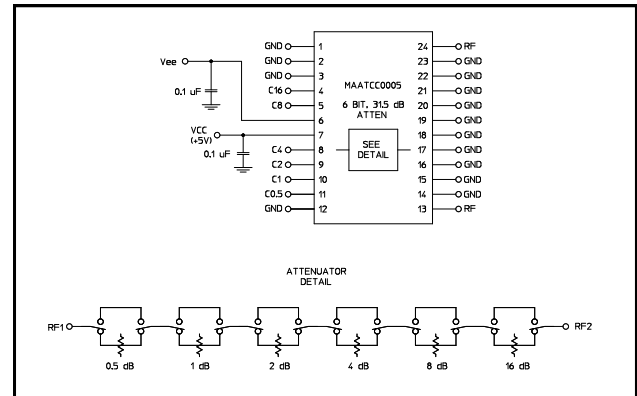 GND 1 24 RF
GND 2 23 GND
Vee GND 3 22 GND
0.1 uF C16 4 MAATCC0005 21 GND
C8 5 6 BIT, 31.5 dB 20 GND
6 ATTEN 19 GND
VCC 7 18 GND
(+5V)
0.1 uF C4 8 SEE 17 GND
C2 9 DETAIL 16 GND
C1 10 15 GND
C0.5 11 14 GND
GND 12 13 RF
ATTENUATOR
DETAIL
RF1 RF2
0.5 dB 1 dB 2 dB 4 dB 8 dB 16 dB